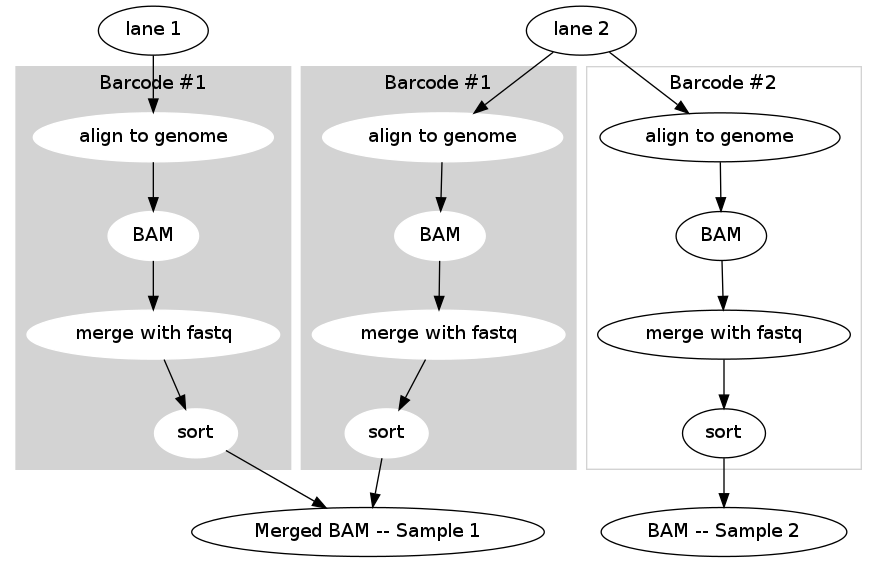 lane 1
lane 2
Barcode #1
Barcode #1
Barcode #2
align to genome
align to genome
align to genome
BAM
BAM
BAM
merge with fastq
merge with fastq
merge with fastq
sort
sort
sort
Merged BAM -- Sample 1
BAM -- Sample 2